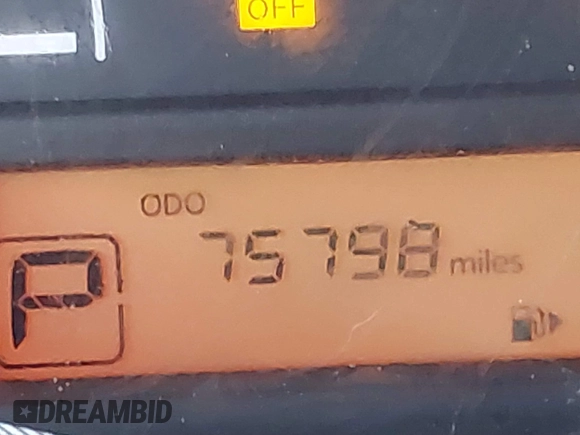 OFF
ODO
75798 miles
P
DREAMBID